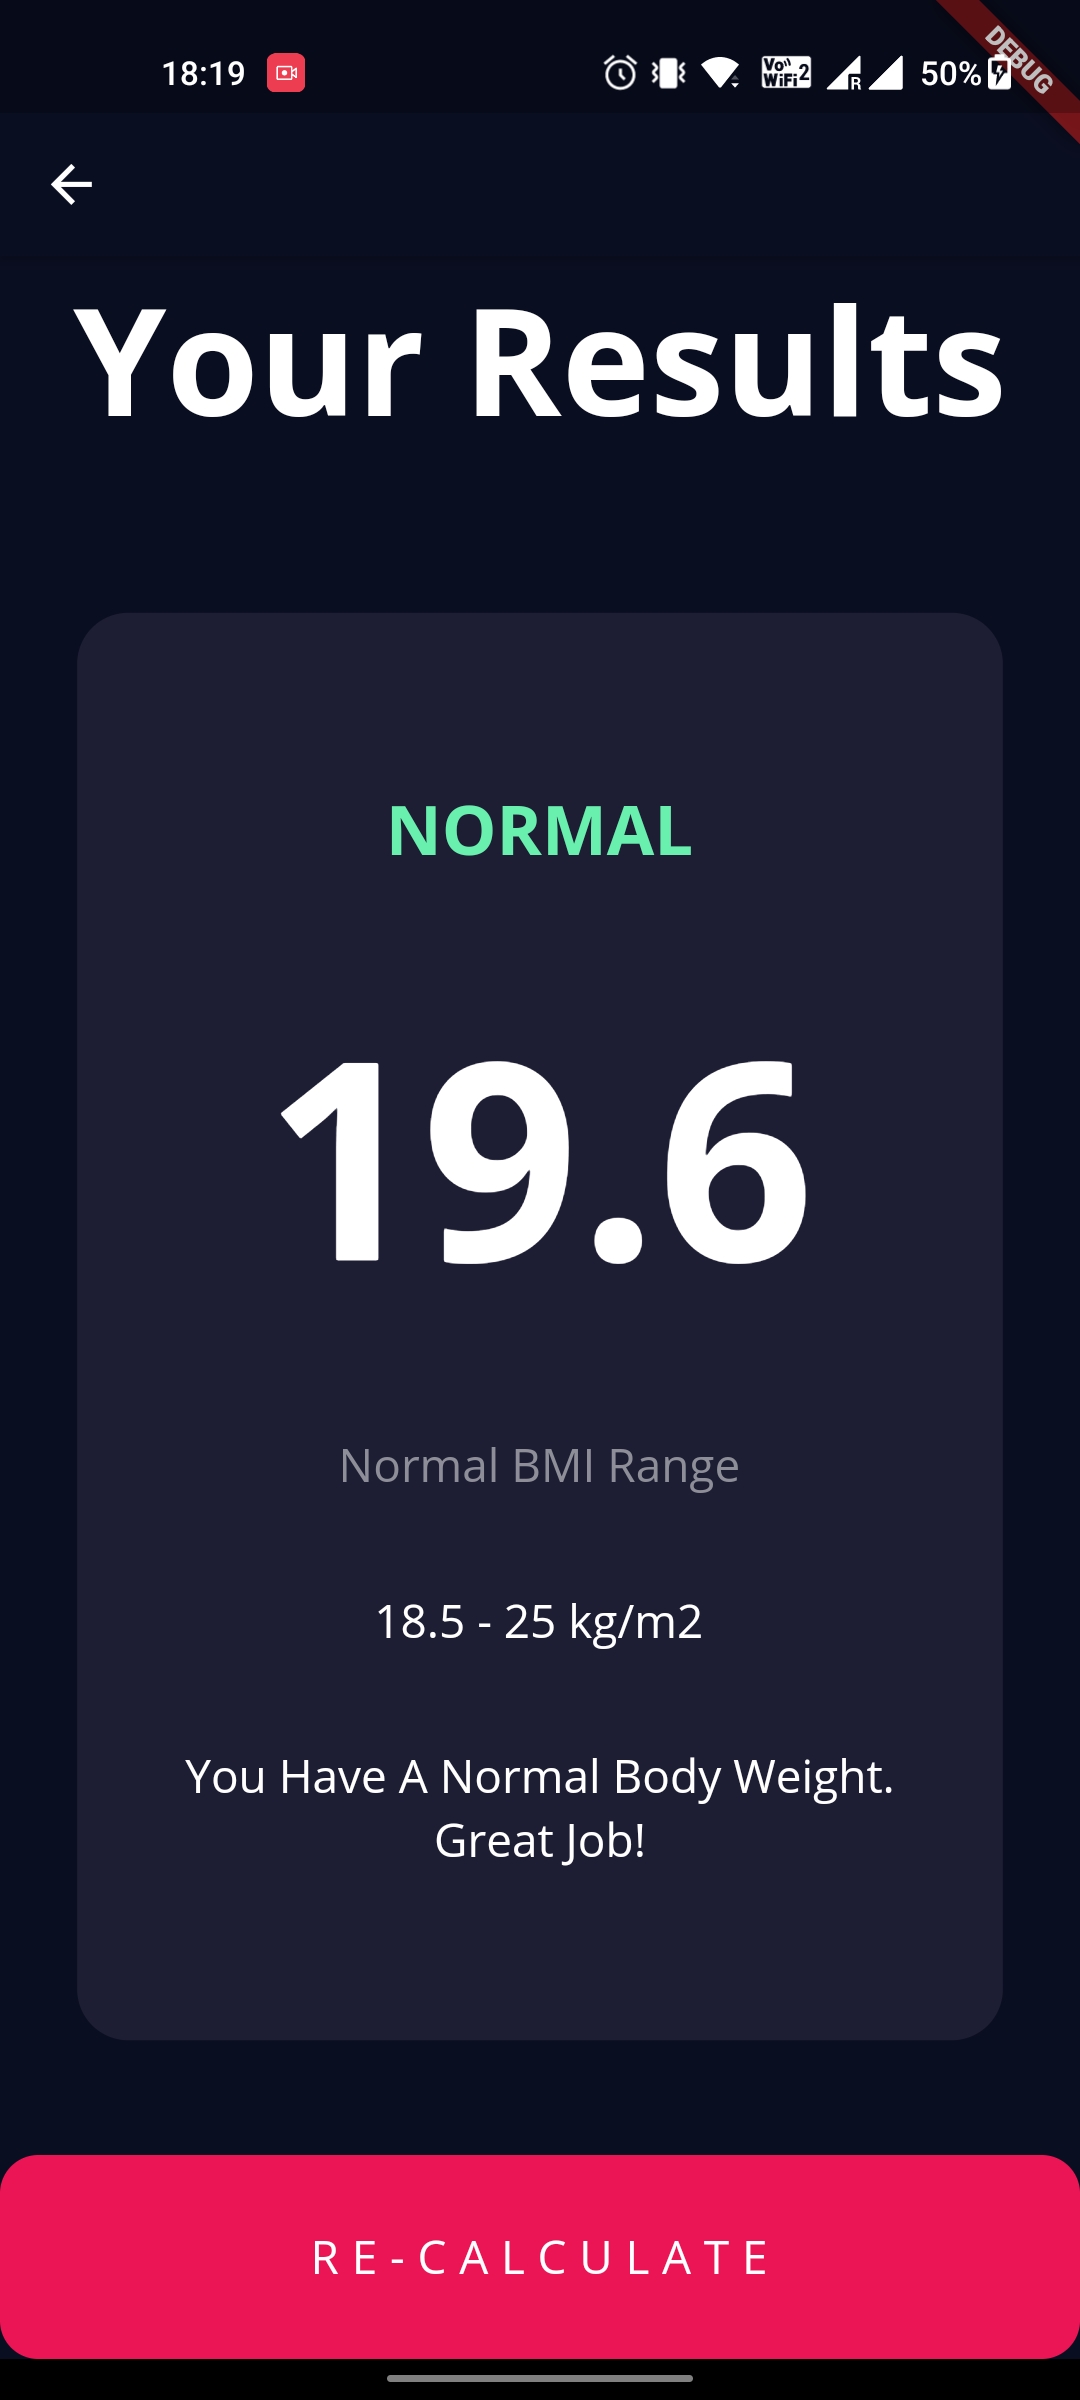 18:19
Vo)) WiFi 2
R
50%
DEBUG
Your Results
NORMAL
19.6
Normal BMI Range
18.5 - 25 kg/m2
You Have A Normal Body Weight.
Great Job!
RE-CALCULATE